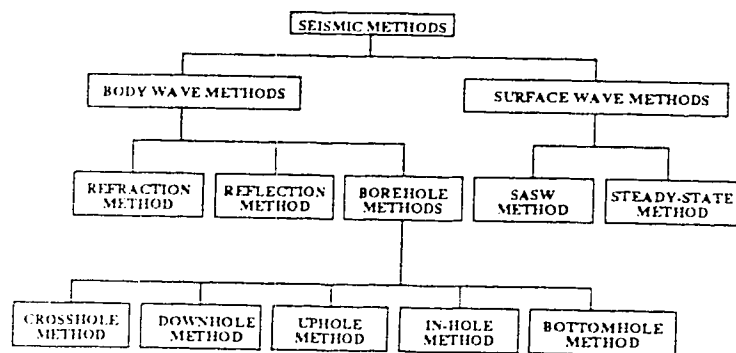 SEISMIC METHODS
BODY WAVE METHODS
SURFACE WAVE METHODS
REFRACTION
METHOD
REFLECTION
METHOD
BOREHOLE
METHODS
SASW
METHOD
STEADY-STATE
METHOD
CROSSHOLE
METHOD
DOWNHOLE
METHOD
UPHOLE
METHOD
IN-HOLE
METHOD
BOTTOMHOLE
METHOD